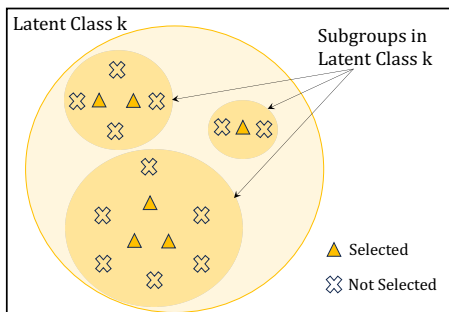 Latent Class k
Subgroups in
Latent Class k
Selected
Not Selected